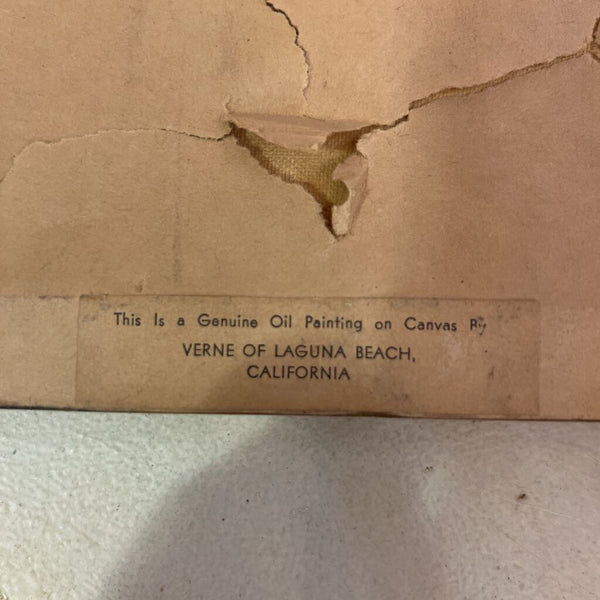 This Is a Genuine Oil Painting on Canvas By
VERNE OF LAGUNA BEACH,
CALIFORNIA